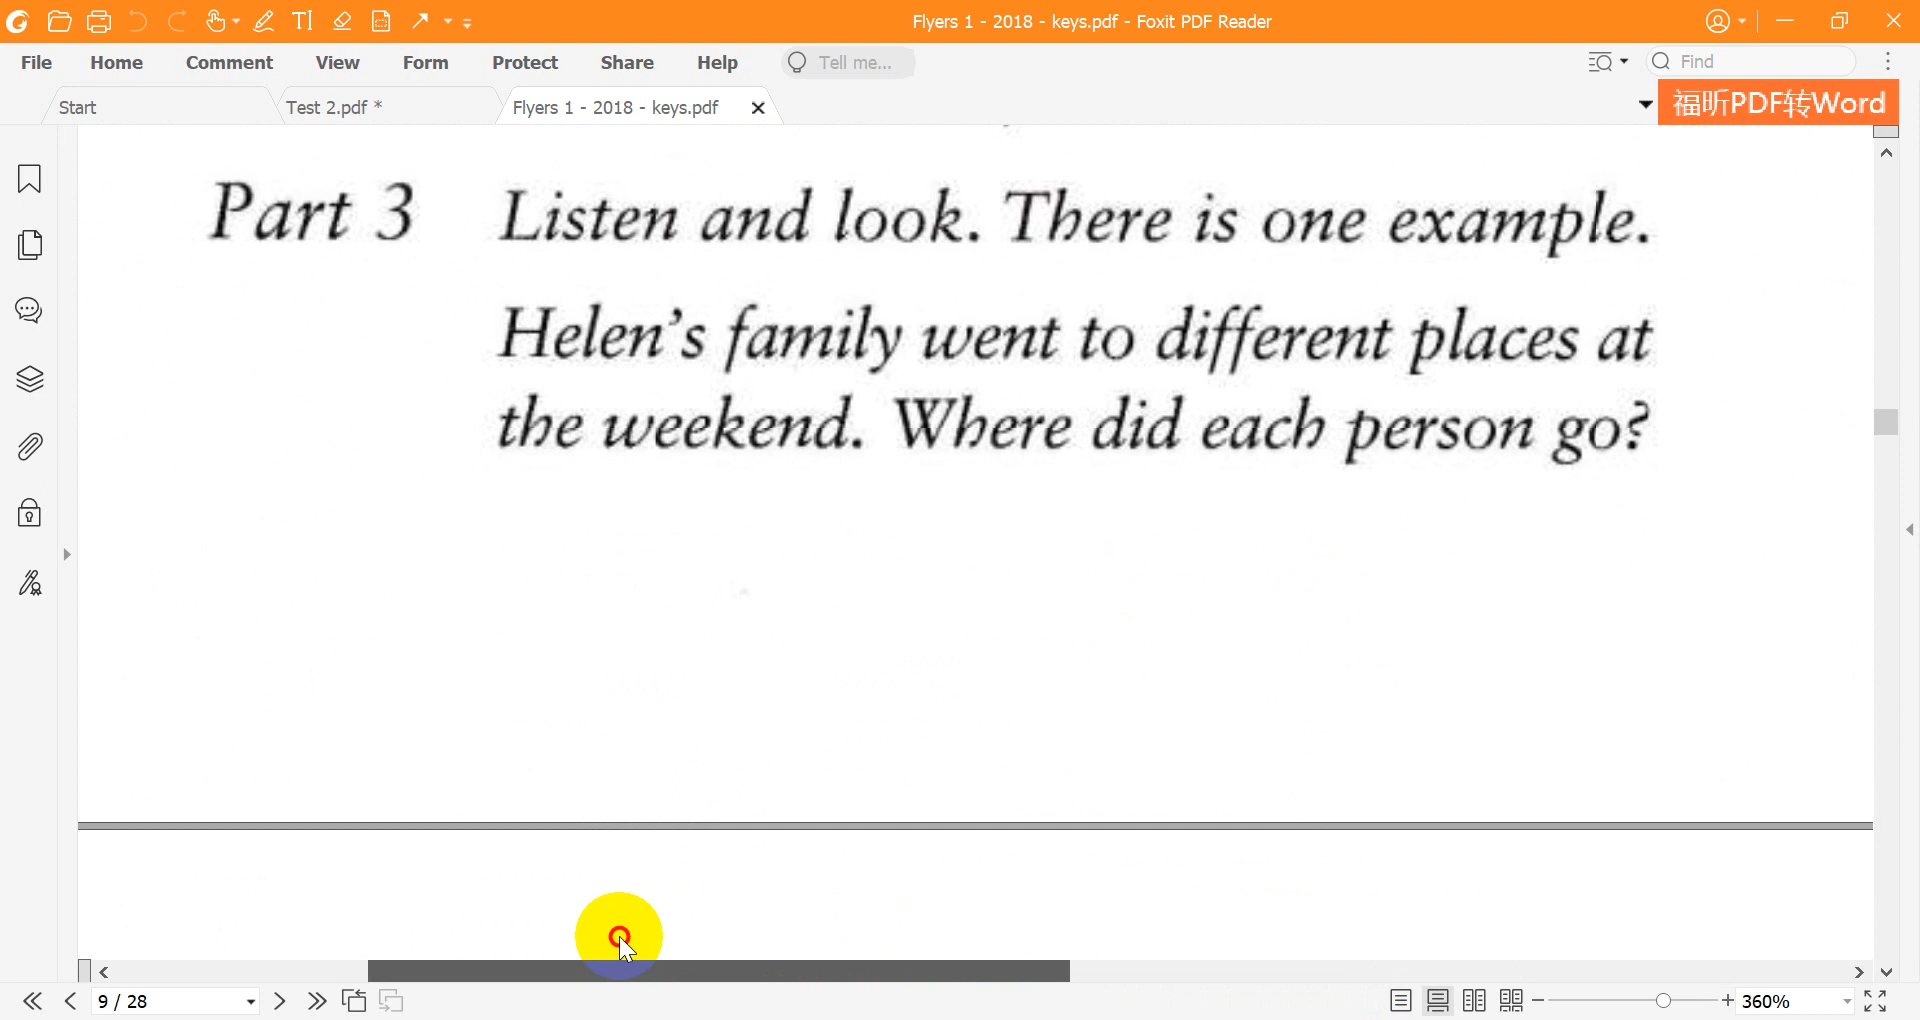 Flyers 1 - 2018 - keys.pdf - Foxit PDF Reader
File Home Comment View Form Protect Share Help Tell me... Find
Start Test 2.pdf * Flyers 1 - 2018 - keys.pdf 福昕PDF转Word
Part 3 Listen and look. There is one example.
Helen's family went to different places at
the weekend. Where did each person go?
9 / 28 360%